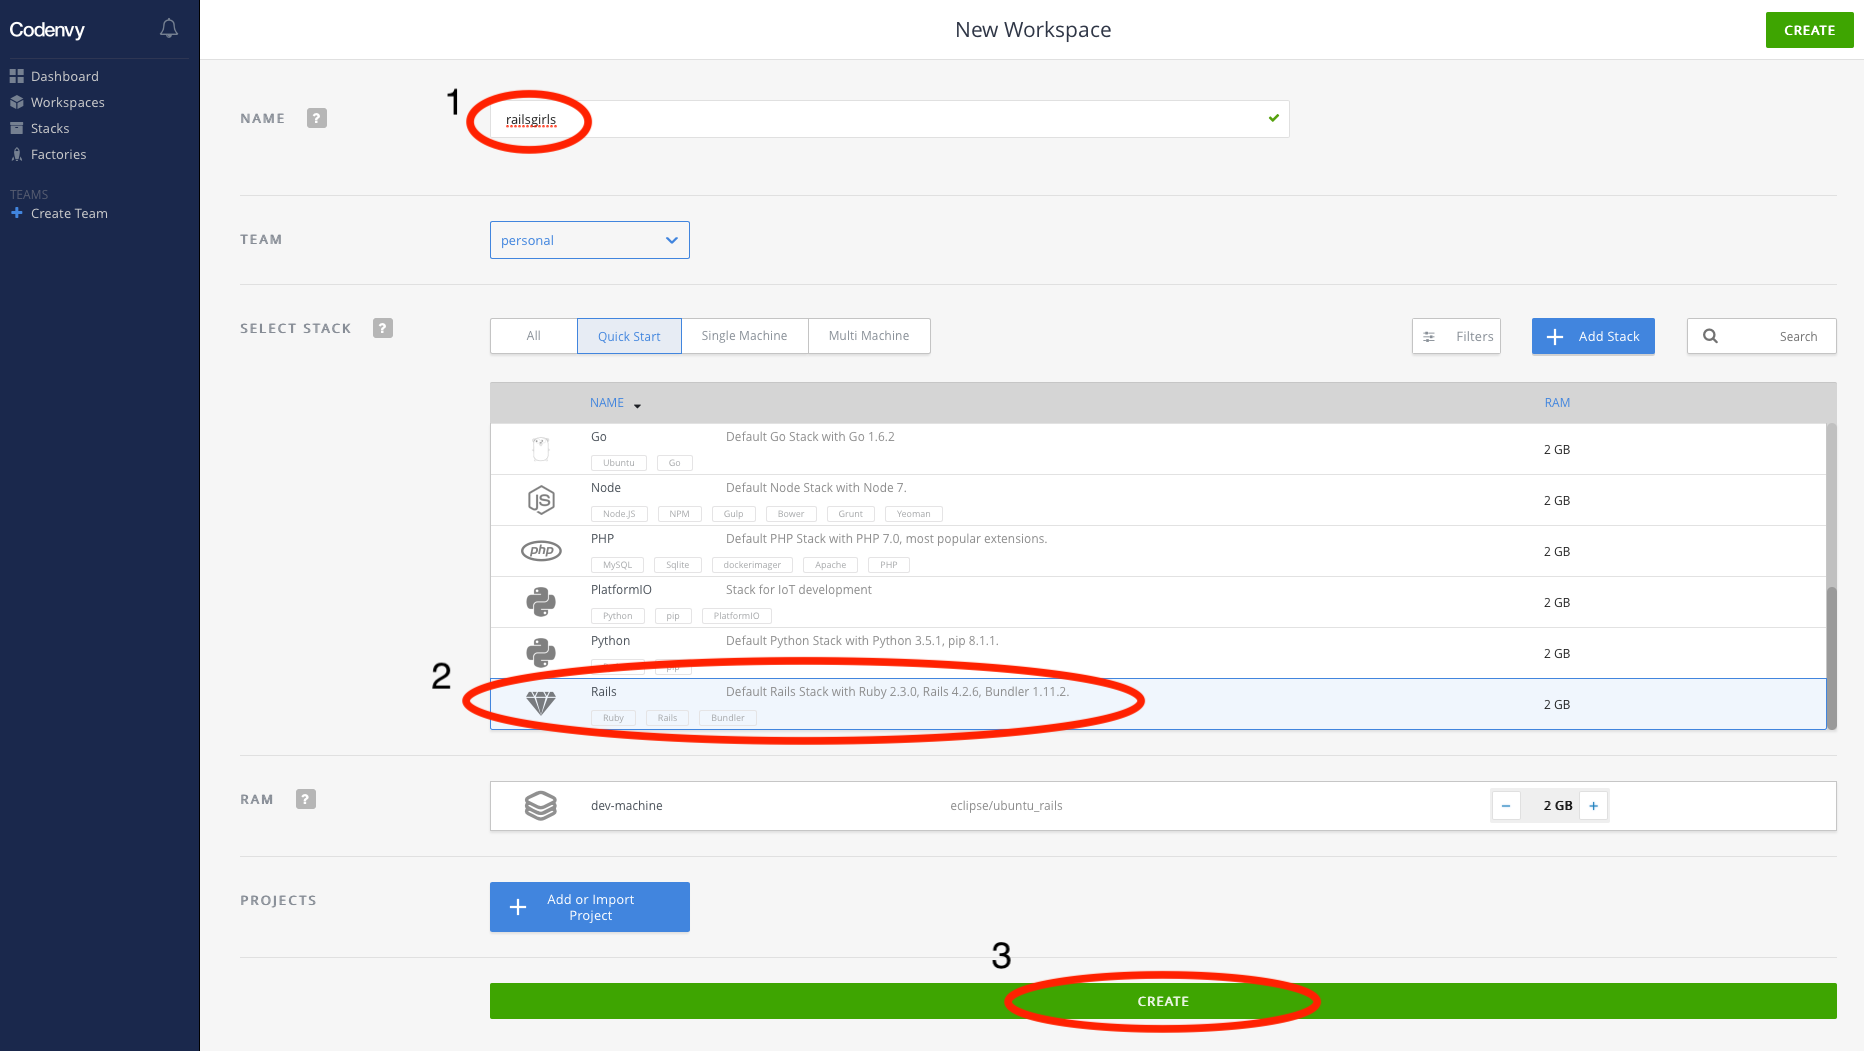 Codenvy
New Workspace
CREATE
Dashboard
Workspaces
Stacks
Factories
TEAMS
Create Team
1
NAME ?
railsgirls
TEAM
personal
SELECT STACK ?
All
Quick Start
Single Machine
Multi Machine
Filters
Add Stack
Search
NAME RAM
Go Default Go Stack with Go 1.6.2
Ubuntu Go
2 GB
Node Default Node Stack with Node 7.
Node.JS NPM Gulp Bower Grunt Yeoman
2 GB
JS
PHP Default PHP Stack with PHP 7.0, most popular extensions.
MySQL Sqlite dockerimager Apache PHP
2 GB
php
PlatformIO Stack for IoT development
Python pip PlatformIO
2 GB
Python Default Python Stack with Python 3.5.1, pip 8.1.1.
pip
2 GB
2
Rails Default Rails Stack with Ruby 2.3.0, Rails 4.2.6, Bundler 1.11.2.
Ruby Rails Bundler
2 GB
RAM ?
dev-machine eclipse/ubuntu_rails - 2 GB +
PROJECTS
Add or Import
Project
3
CREATE